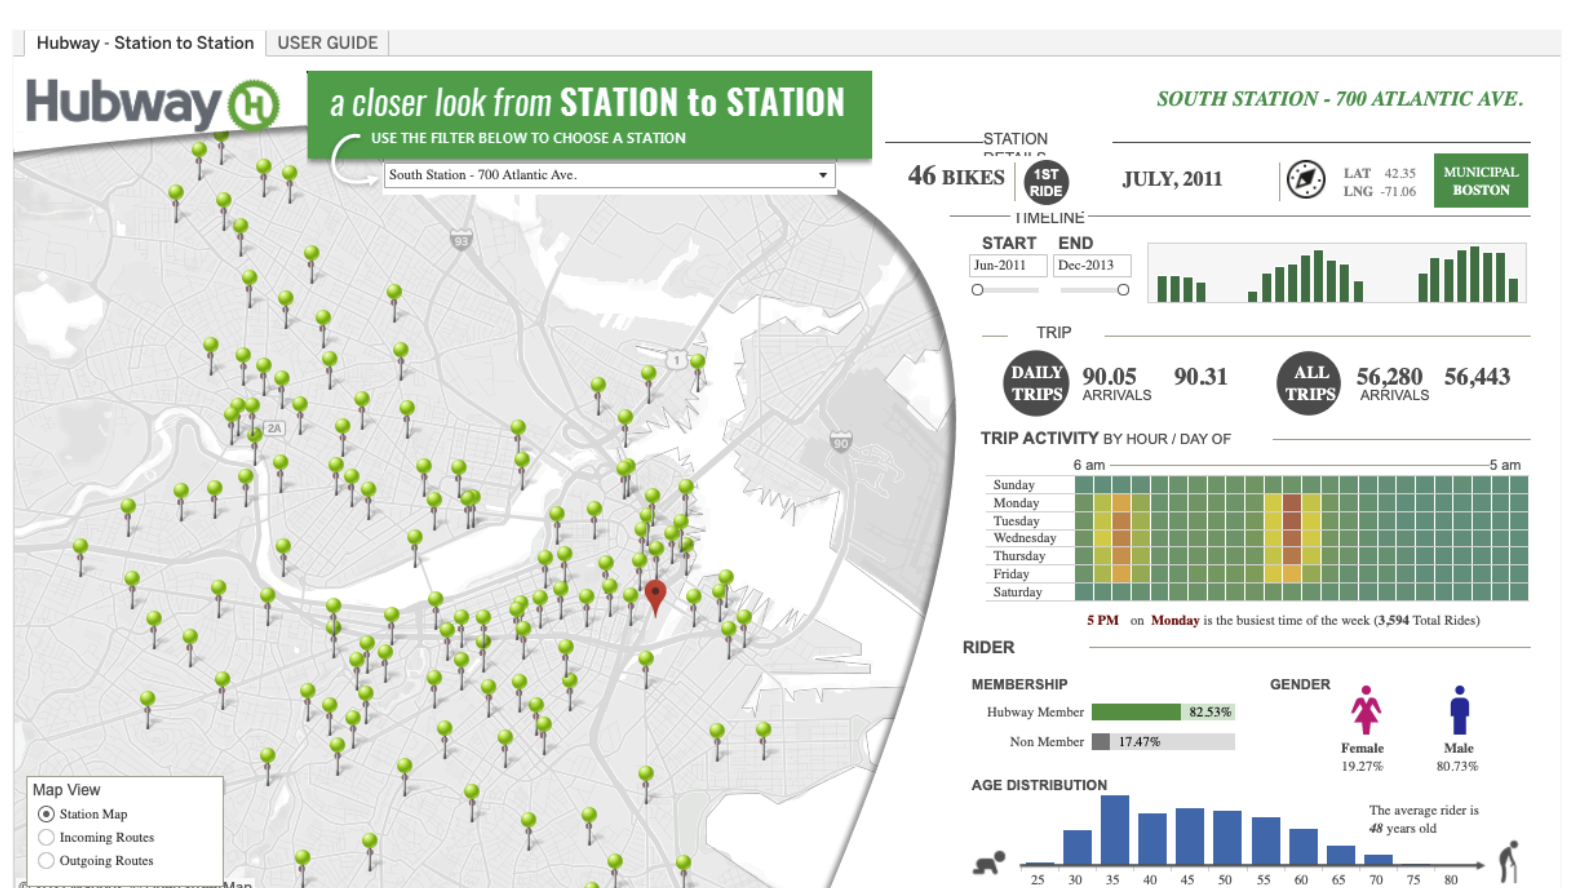 Hubway - Station to Station
USER GUIDE
Hubway H
a closer look from STATION to STATION
USE THE FILTER BELOW TO CHOOSE A STATION
South Station - 700 Atlantic Ave.
SOUTH STATION - 700 ATLANTIC AVE.
STATION
DETAILS
46 BIKES
1ST
RIDE
JULY, 2011
LAT 42.35
LNG -71.06
MUNICIPAL
BOSTON
TIMELINE
START END
Jun-2011 Dec-2013
TRIP
DAILY
TRIPS
90.05
ARRIVALS
90.31
ALL
TRIPS
56,280
ARRIVALS
56,443
TRIP ACTIVITY BY HOUR / DAY OF
6 am 5 am
Sunday
Monday
Tuesday
Wednesday
Thursday
Friday
Saturday
5 PM on Monday is the busiest time of the week (3,594 Total Rides)
RIDER
MEMBERSHIP
Hubway Member 82.53%
Non Member 17.47%
GENDER
Female
19.27%
Male
80.73%
AGE DISTRIBUTION
The average rider is
48 years old
25 30 35 40 45 50 55 60 65 70 75 80
93
1
2A
90
Map View
Station Map
Incoming Routes
Outgoing Routes